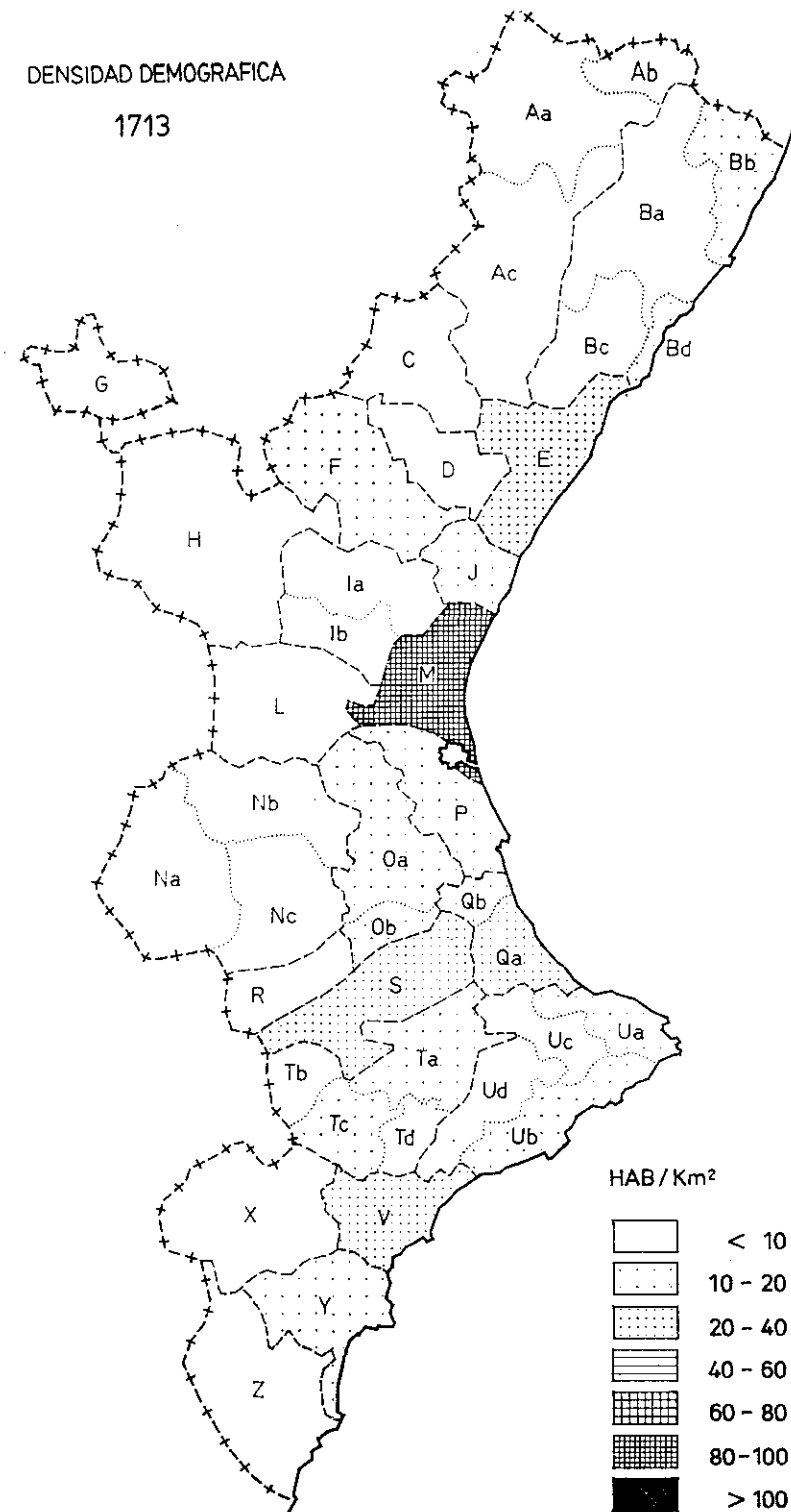 DENSIDAD DEMOGRAFICA
1713
Ab
Aa
Bb
Ba
Ac
Bc
Bd
C
G
E
F
D
H
J
Ia
Ib
M
L
Nb
P
Oa
Na
Qb
Nc
Ob
Qa
R
S
Ua
Uc
Ta
Tb
Ud
Tc
Td
Ub
X
V
Y
Z
HAB / Km²
< 10
10 - 20
20 - 40
40 - 60
60 - 80
80 - 100
> 100